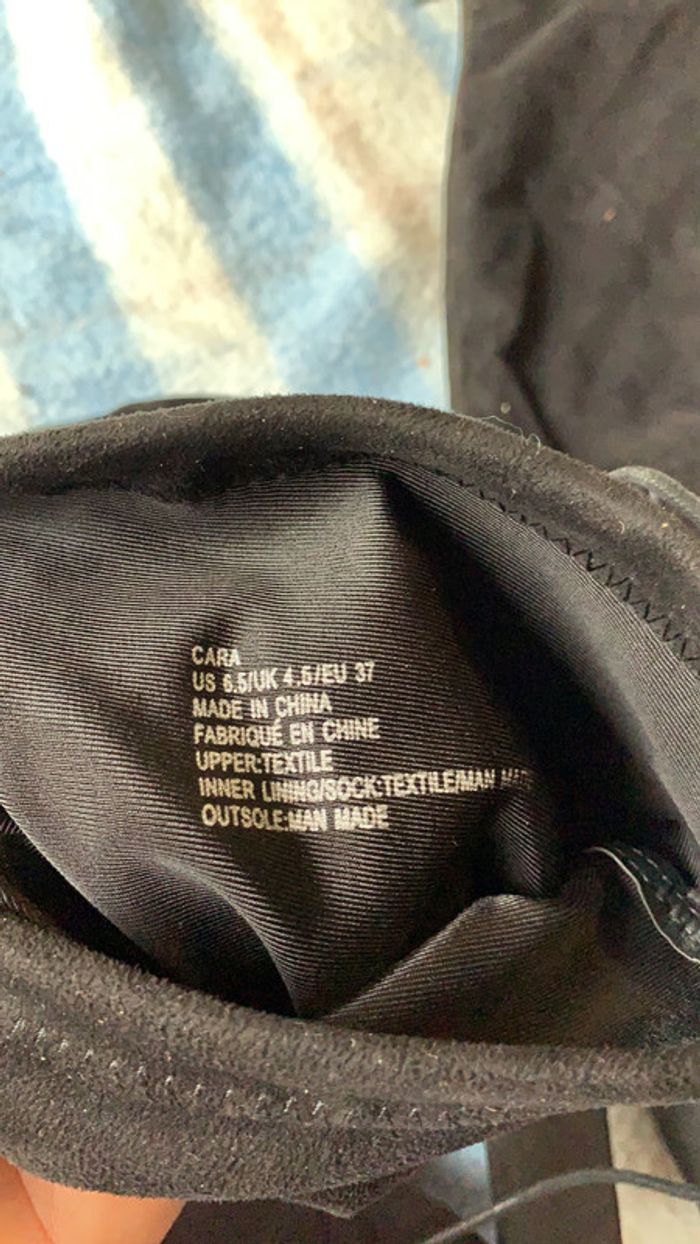 CARA
US 6.5/UK 4.5/EU 37
MADE IN CHINA
FABRIQUÉ EN CHINE
UPPER:TEXTILE
INNER LINING/SOCK:TEXTILE/MAN MADE
OUTSOLE:MAN MADE